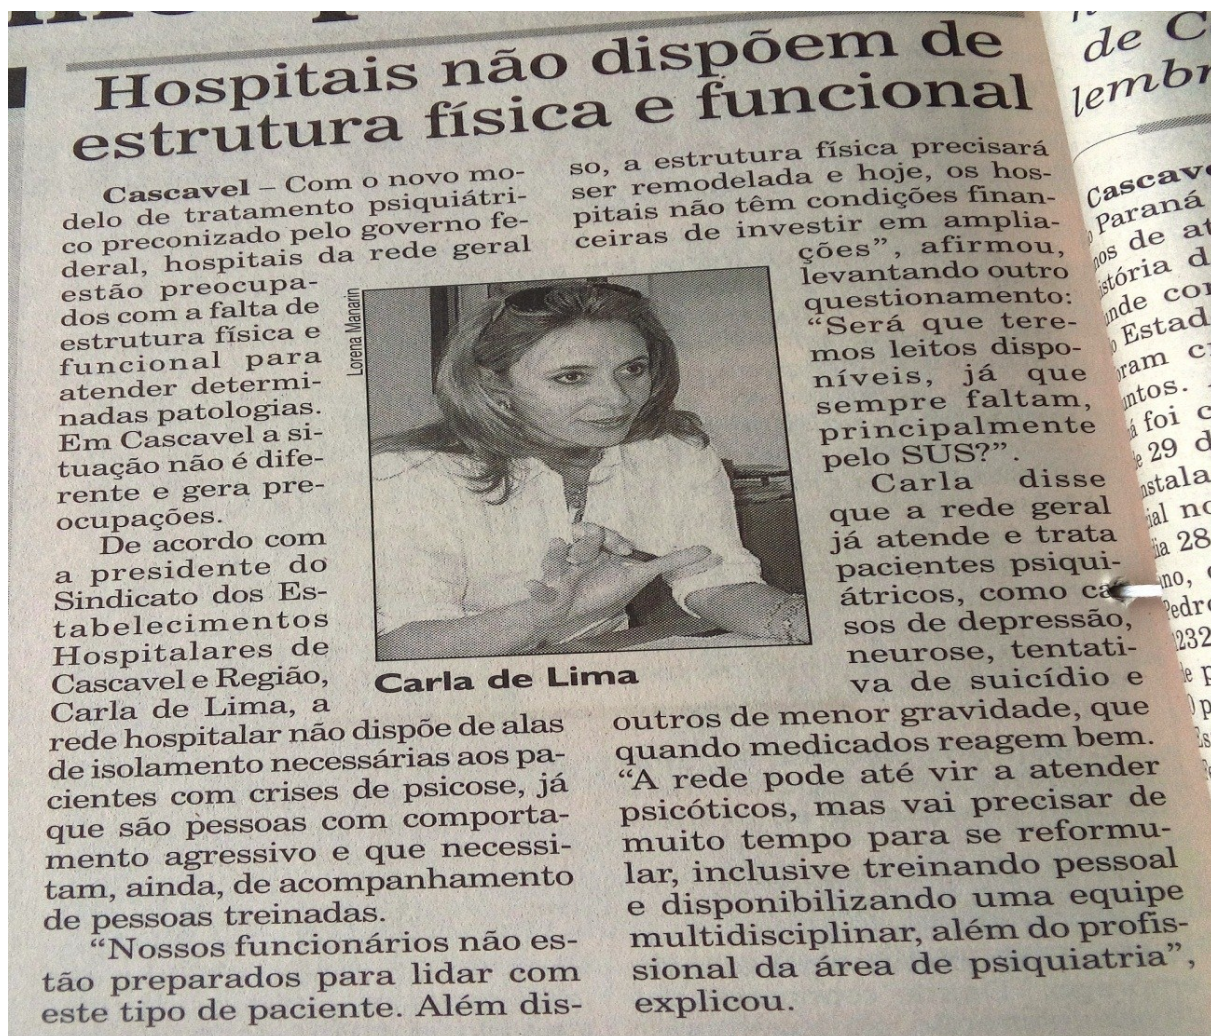 Hospitais não dispõem de
estrutura física e funcional
Cascavel – Com o novo mo-
delo de tratamento psiquiátri-
co preconizado pelo governo fe-
deral, hospitais da rede geral
estão preocupa-
dos com a falta de
estrutura física e
funcional para
atender determi-
nadas patologias.
Em Cascavel a si-
tuação não é dife-
rente e gera pre-
ocupações.
De acordo com
a presidente do
Sindicato dos Es-
tabelecimentos
Hospitalares de
Cascavel e Região,
Carla de Lima, a
rede hospitalar não dispõe de alas
de isolamento necessárias aos pa-
cientes com crises de psicose, já
que são pessoas com comporta-
mento agressivo e que necessi-
tam, ainda, de acompanhamento
de pessoas treinadas.
“Nossos funcionários não es-
tão preparados para lidar com
este tipo de paciente. Além dis-
Lorena Manarin
Carla de Lima
so, a estrutura física precisará
ser remodelada e hoje, os hos-
pitais não têm condições finan-
ceiras de investir em amplia-
ções”, afirmou,
levantando outro
questionamento:
“Será que tere-
mos leitos dispo-
níveis, já que
sempre faltam,
principalmente
pelo SUS?”.
Carla disse
que a rede geral
já atende e trata
pacientes psiqui-
átricos, como ca-
sos de depressão,
neurose, tentati-
va de suicídio e
outros de menor gravidade, que
quando medicados reagem bem.
“A rede pode até vir a atender
psicóticos, mas vai precisar de
muito tempo para se reformu-
lar, inclusive treinando pessoal
e disponibilizando uma equipe
multidisciplinar, além do profis-
sional da área de psiquiatria”,
explicou.
de C
lembr
Cascav
Paraná
de at
Estad
foi c
29 d
28